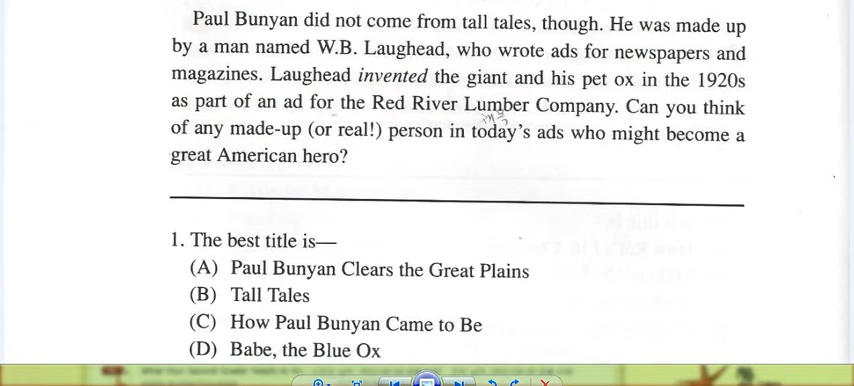 Paul Bunyan did not come from tall tales, though. He was made up
by a man named W.B. Laughead, who wrote ads for newspapers and
magazines. Laughead invented the giant and his pet ox in the 1920s
as part of an ad for the Red River Lumber Company. Can you think
of any made-up (or real!) person in today's ads who might become a
great American hero?
1. The best title is—
(A) Paul Bunyan Clears the Great Plains
(B) Tall Tales
(C) How Paul Bunyan Came to Be
(D) Babe, the Blue Ox